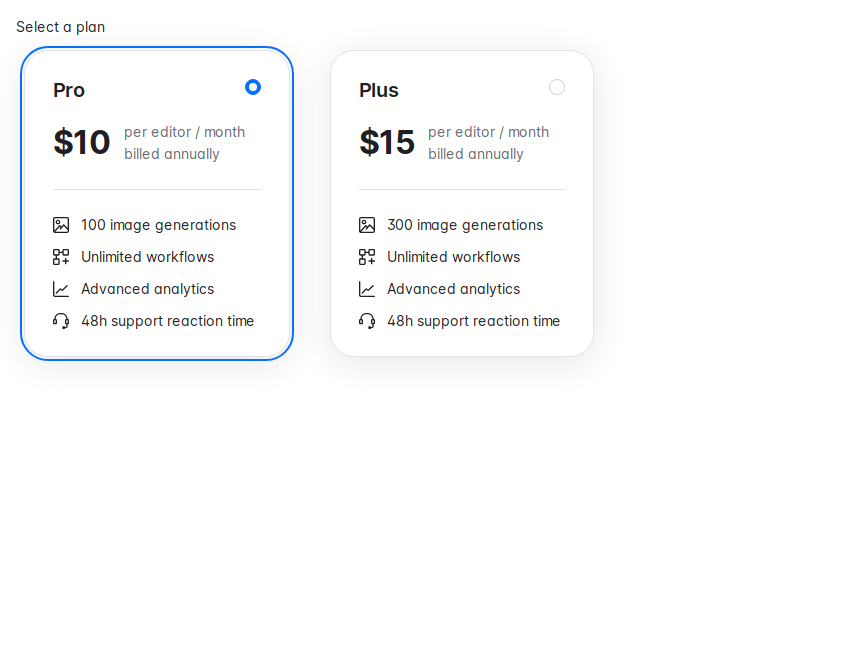 Select a plan
Pro
$10
per editor / month
billed annually
100 image generations
Unlimited workflows
Advanced analytics
48h support reaction time
Plus
$15
per editor / month
billed annually
300 image generations
Unlimited workflows
Advanced analytics
48h support reaction time